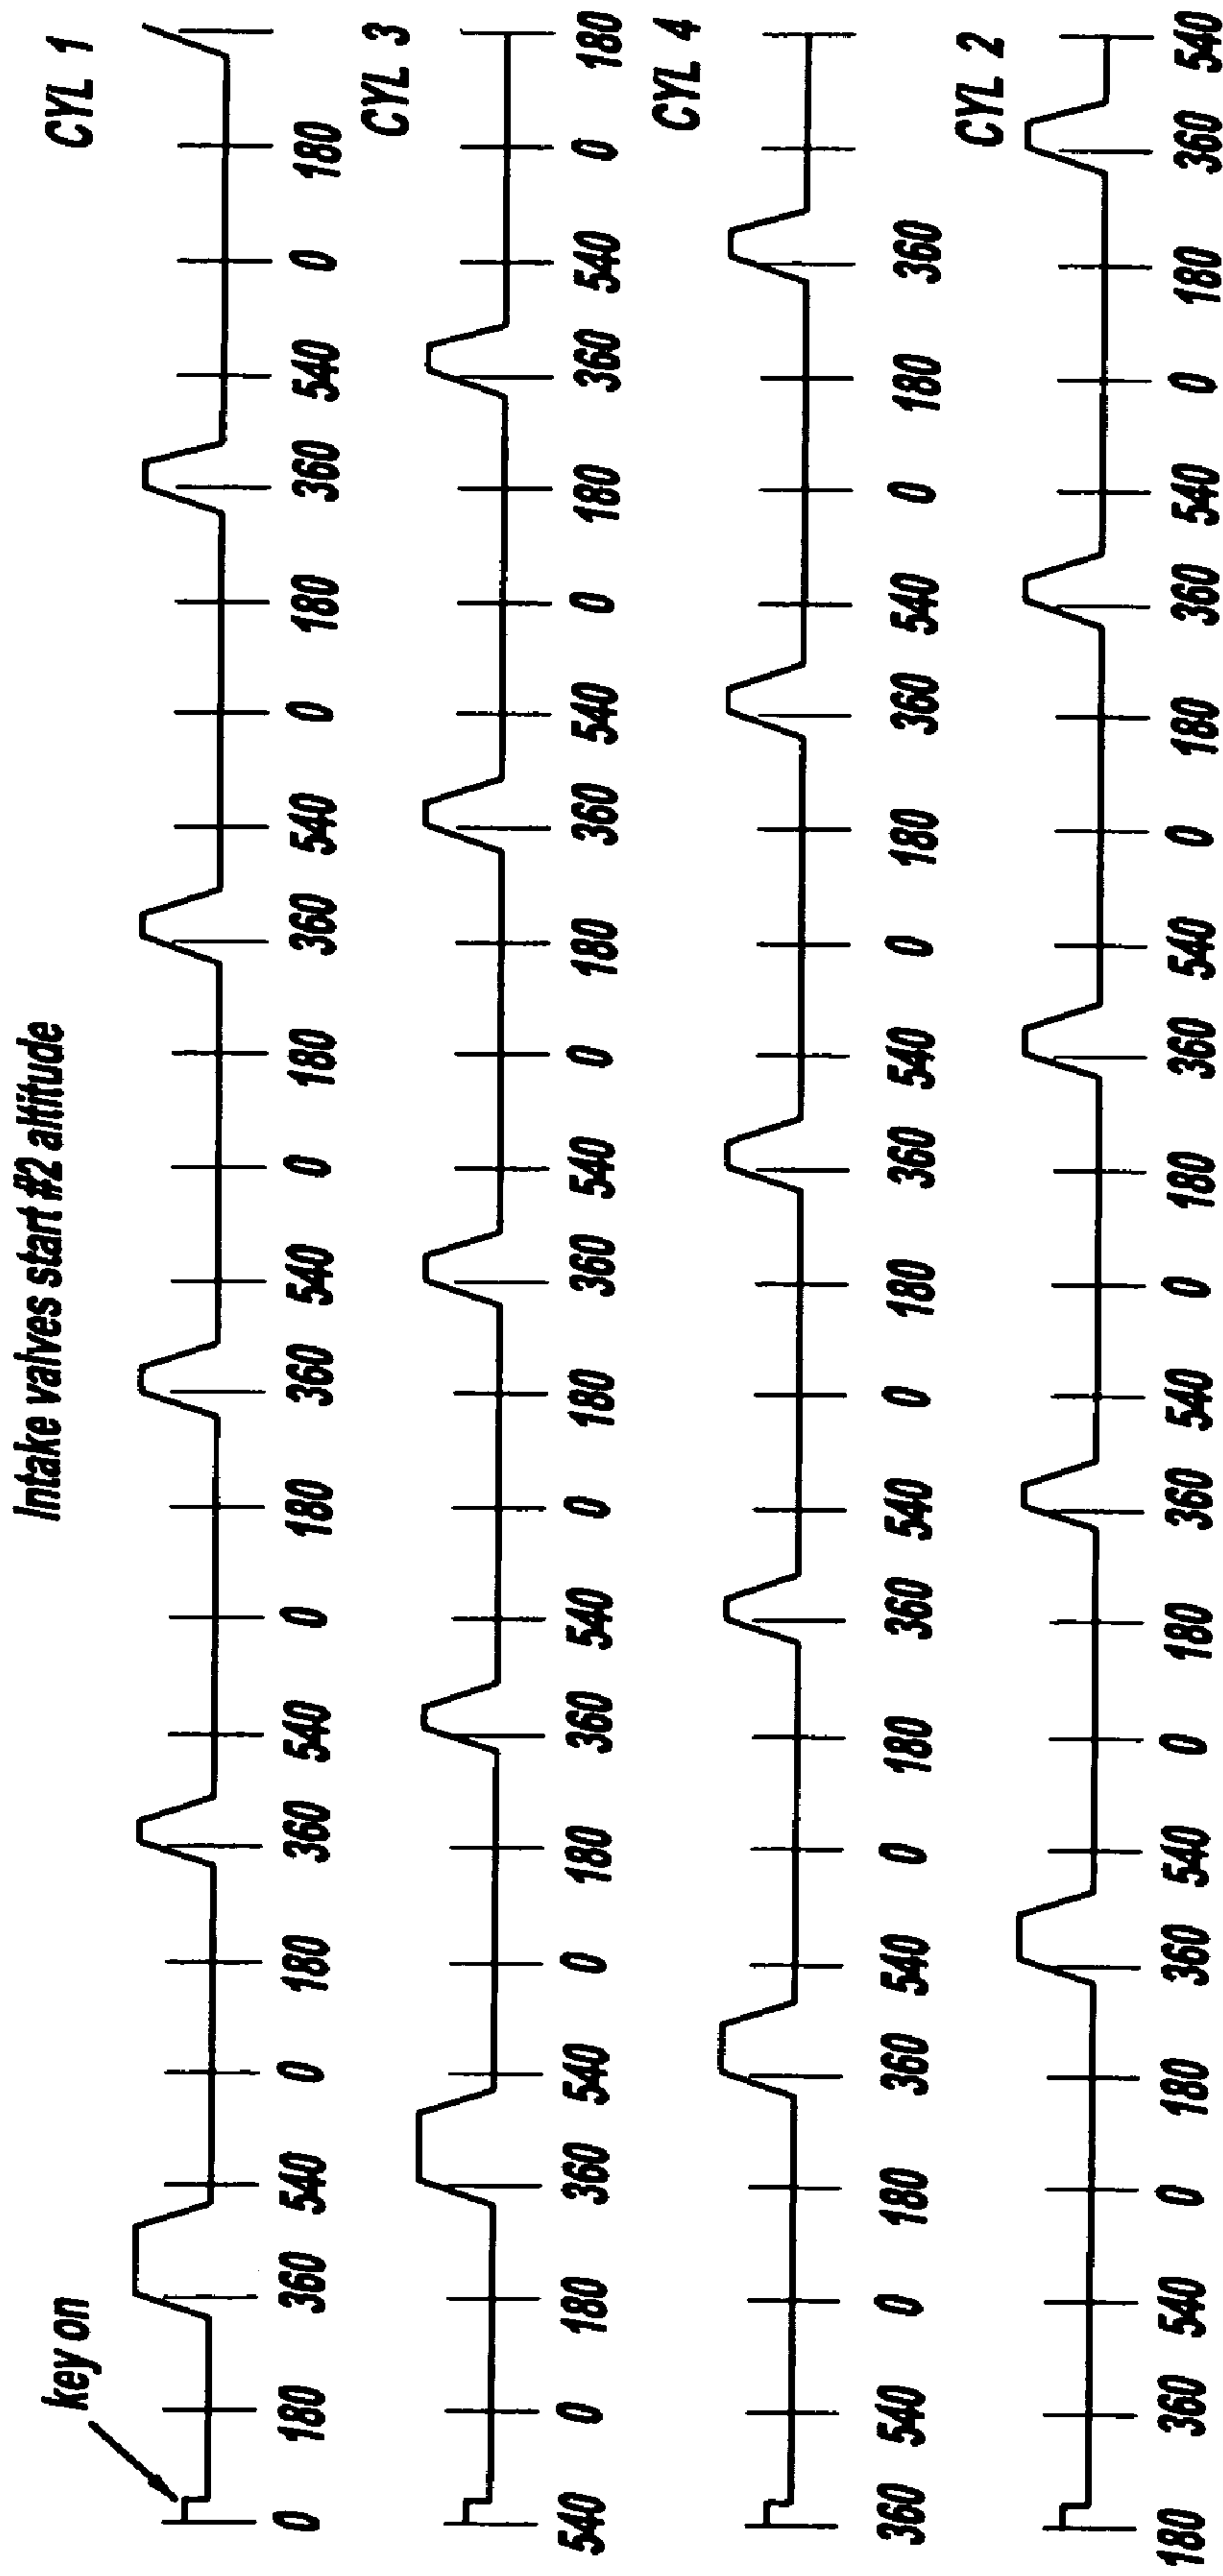 Intake valves start #2 altitude
key on
CYL 1
0 180 360 540 0 180 360 540 0 180 360 540 0 180 360 540 0 180 360 540 0 180
CYL 3
540 0 180 360 540 0 180 360 540 0 180 360 540 0 180 360 540 0 180 360 540 0 180
CYL 4
360 540 0 180 360 540 0 180 360 540 0 180 360 540 0 180 360 540 0 180 360
CYL 2
180 360 540 0 180 360 540 0 180 360 540 0 180 360 540 0 180 360 540 0 180 360 540